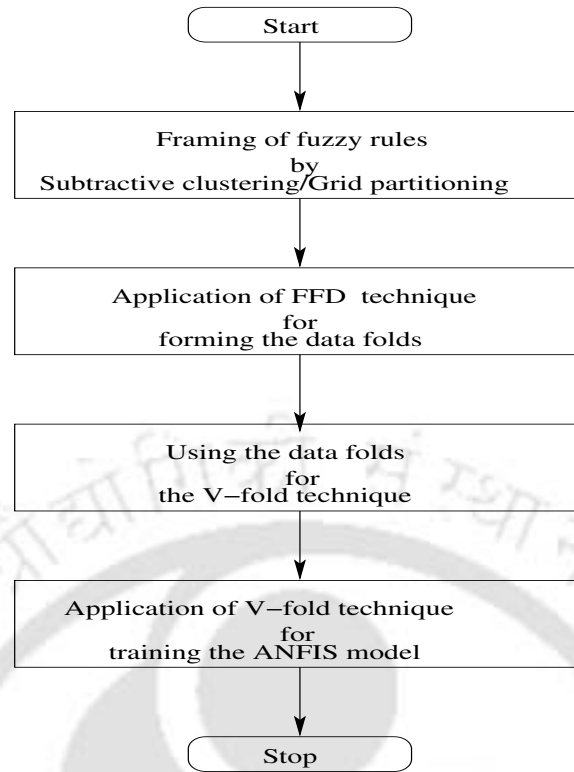 Start
Framing of fuzzy rules
by
Subtractive clustering/Grid partitioning
Application of FFD technique
for
forming the data folds
Using the data folds
for
the V−fold technique
Application of V−fold technique
for
training the ANFIS model
Stop